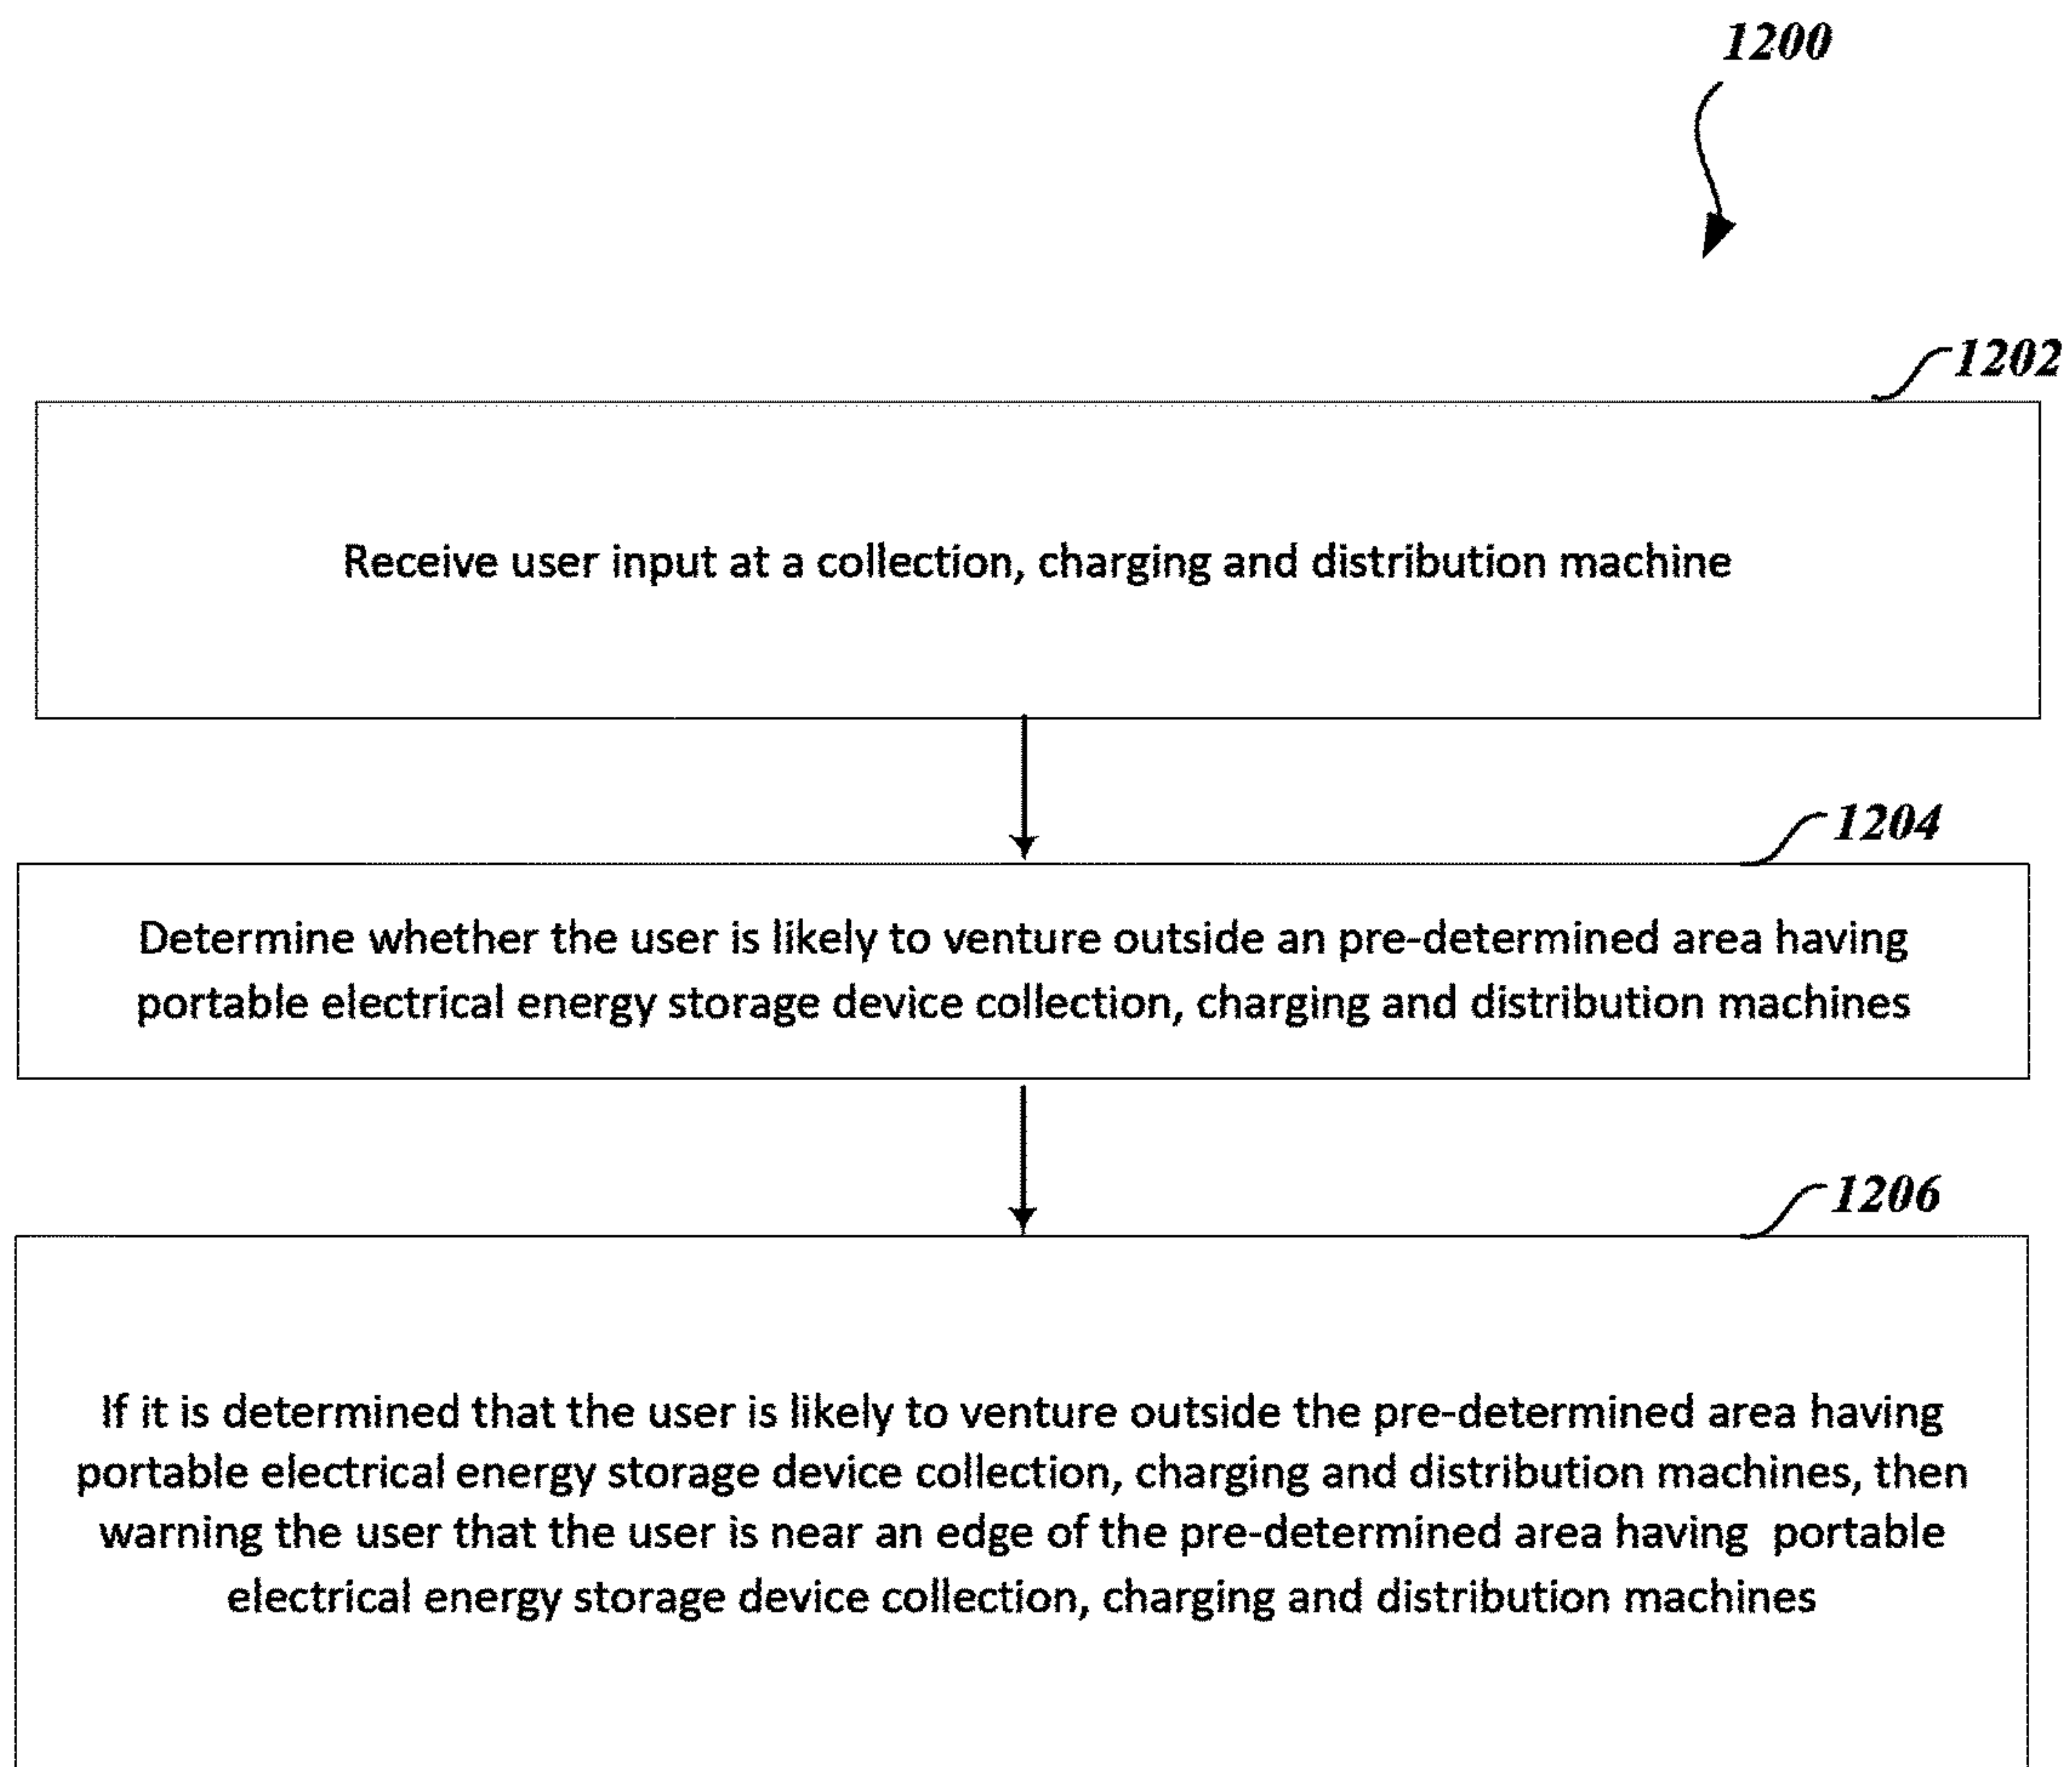 1200
1202
Receive user input at a collection, charging and distribution machine
1204
Determine whether the user is likely to venture outside an pre-determined area having
portable electrical energy storage device collection, charging and distribution machines
1206
If it is determined that the user is likely to venture outside the pre-determined area having
portable electrical energy storage device collection, charging and distribution machines, then
warning the user that the user is near an edge of the pre-determined area having  portable
electrical energy storage device collection, charging and distribution machines